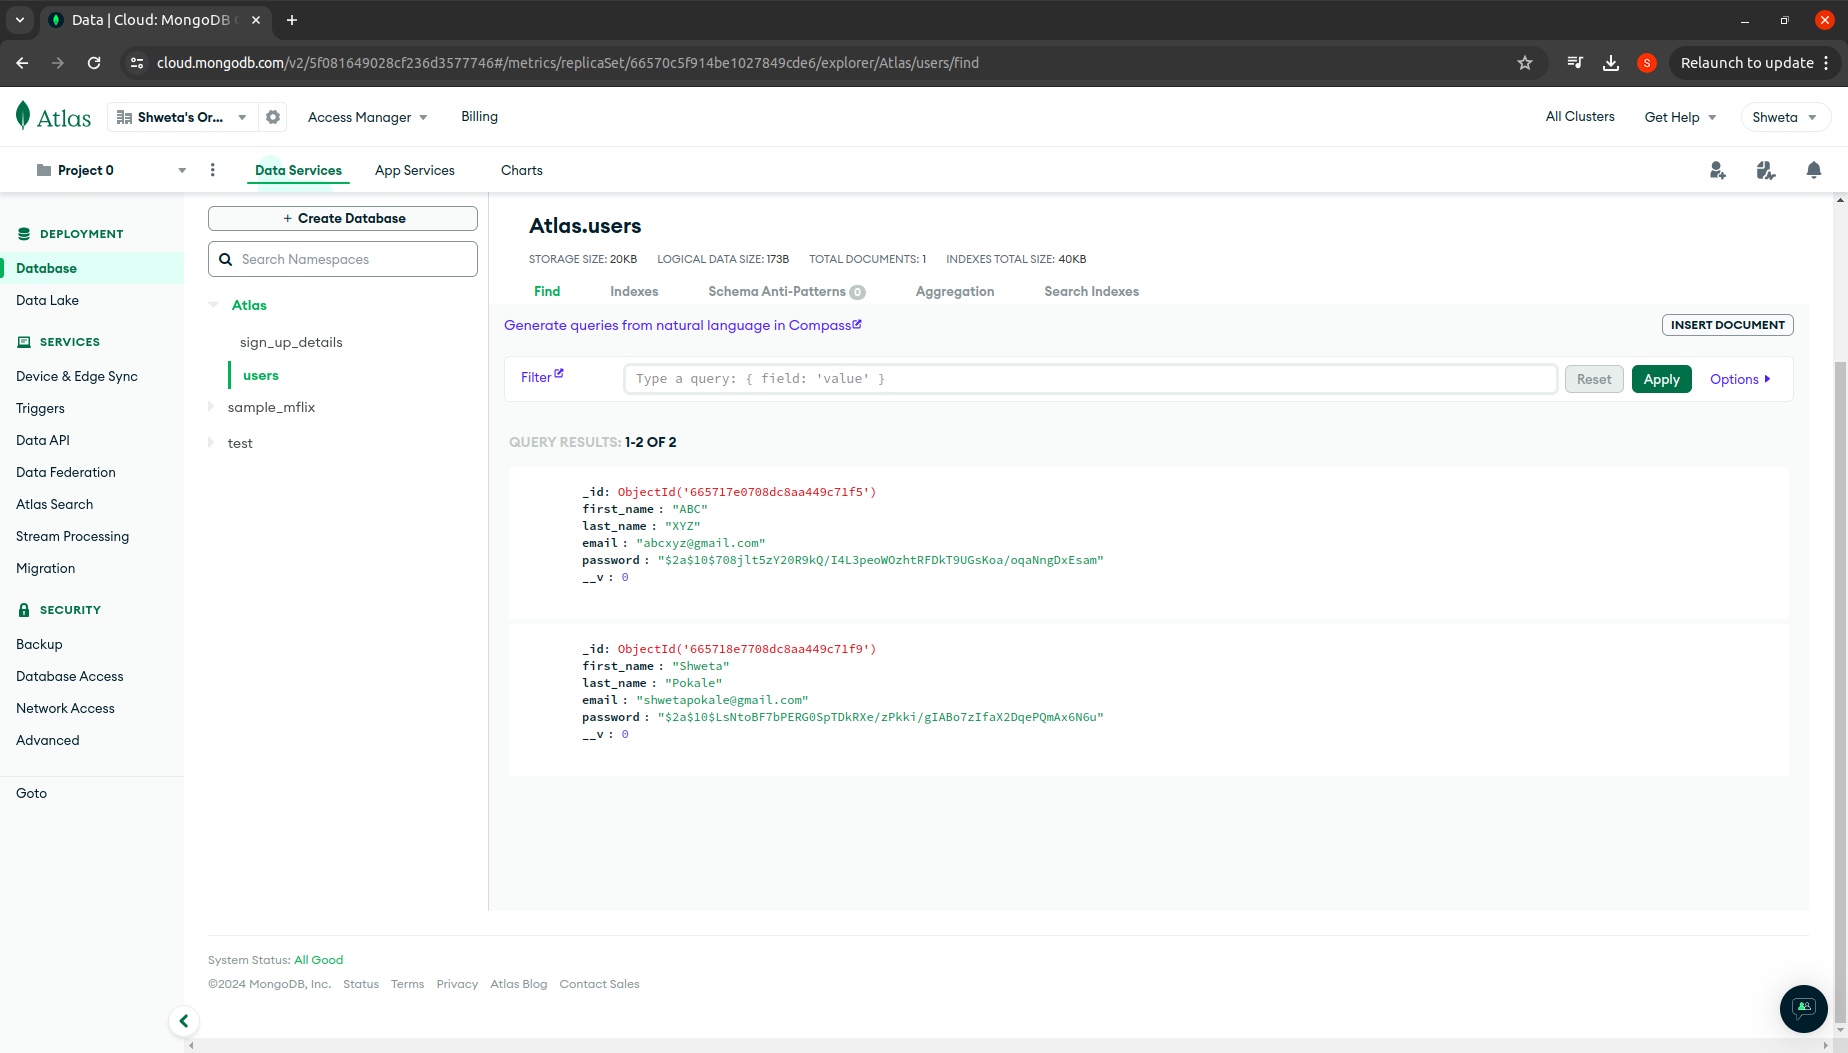 Data | Cloud: MongoDB
cloud.mongodb.com/v2/5f081649028cf236d3577746#/metrics/replicaSet/66570c5f914be1027849cde6/explorer/Atlas/users/find
S
Relaunch to update
Atlas
Shweta's Or...
Access Manager
Billing
All Clusters
Get Help
Shweta
Project 0
Data Services
App Services
Charts
DEPLOYMENT
Database
Data Lake
SERVICES
Device & Edge Sync
Triggers
Data API
Data Federation
Atlas Search
Stream Processing
Migration
SECURITY
Backup
Database Access
Network Access
Advanced
Goto
+ Create Database
Search Namespaces
Atlas
sign_up_details
users
sample_mflix
test
Atlas.users
STORAGE SIZE: 20KB LOGICAL DATA SIZE: 173B TOTAL DOCUMENTS: 1 INDEXES TOTAL SIZE: 40KB
Find Indexes Schema Anti-Patterns 0 Aggregation Search Indexes
Generate queries from natural language in Compass
INSERT DOCUMENT
Filter
Type a query: { field: 'value' }
Reset
Apply
Options
QUERY RESULTS: 1-2 OF 2
_id: ObjectId('665717e0708dc8aa449c71f5')
first_name : "ABC"
last_name : "XYZ"
email : "abcxyz@gmail.com"
password : "$2a$10$708jlt5zY20R9kQ/I4L3peoWOzhtRFDkT9UGsKoa/oqaNngDxEsam"
__v : 0
_id: ObjectId('665718e7708dc8aa449c71f9')
first_name : "Shweta"
last_name : "Pokale"
email : "shwetapokale@gmail.com"
password : "$2a$10$LsNtoBF7bPERG0SpTDkRXe/zPkki/gIABo7zIfaX2DqePQmAx6N6u"
__v : 0
System Status: All Good
©2024 MongoDB, Inc. Status Terms Privacy Atlas Blog Contact Sales